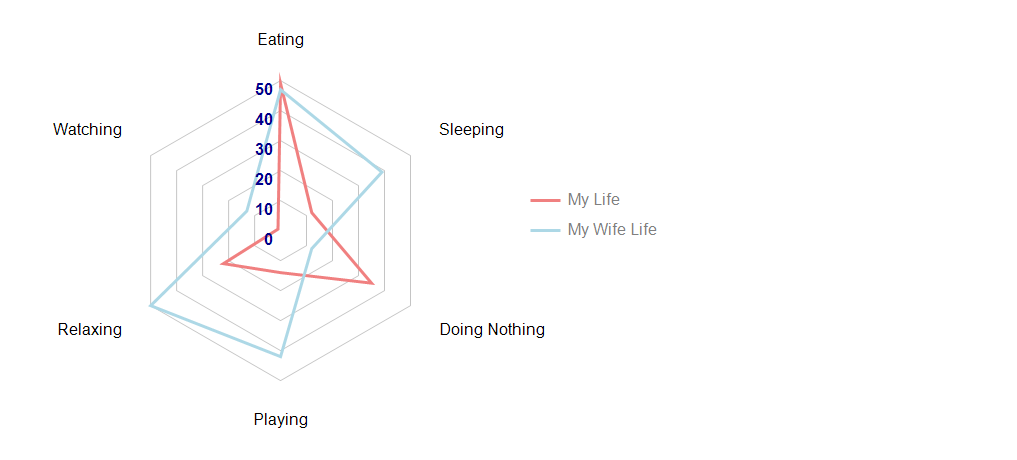 Eating
50
Watching
Sleeping
40
30
20
10
0
My Life
My Wife Life
Relaxing
Doing Nothing
Playing